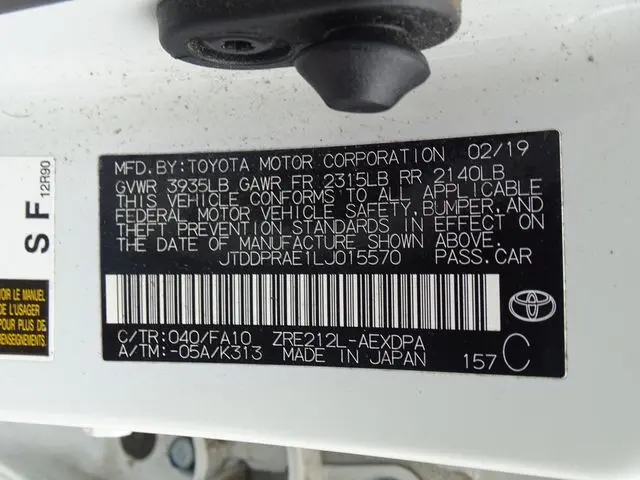 MFD. BY: TOYOTA MOTOR CORPORATION 02/19
GVWR 3935LB GAWR FR 2315LB RR 2140LB
THIS VEHICLE CONFORMS TO ALL APPLICABLE
FEDERAL MOTOR VEHICLE SAFETY, BUMPER, AND
THEFT PREVENTION STANDARDS IN EFFECT ON
THE DATE OF MANUFACTURE SHOWN ABOVE.
JTDDPRAE1LJ015570 PASS.CAR
C/TR:040/FA10 ZRE212L-AEXDPA
A/TM:-05A/K313 MADE IN JAPAN 157 C
S F
12R90
VOIR LE MANUEL
DE L'USAGER